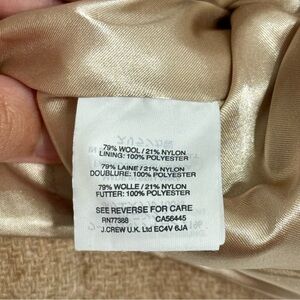 79% WOOL / 21% NYLON
LINING: 100% POLYESTER
79% LAINE / 21% NYLON
DOUBLURE: 100% POLYESTER
79% WOLLE / 21% NYLON
FUTTER: 100% POLYESTER
SEE REVERSE FOR CARE
RN77388 CA56445
J.CREW U.K. Ltd EC4V 6JA